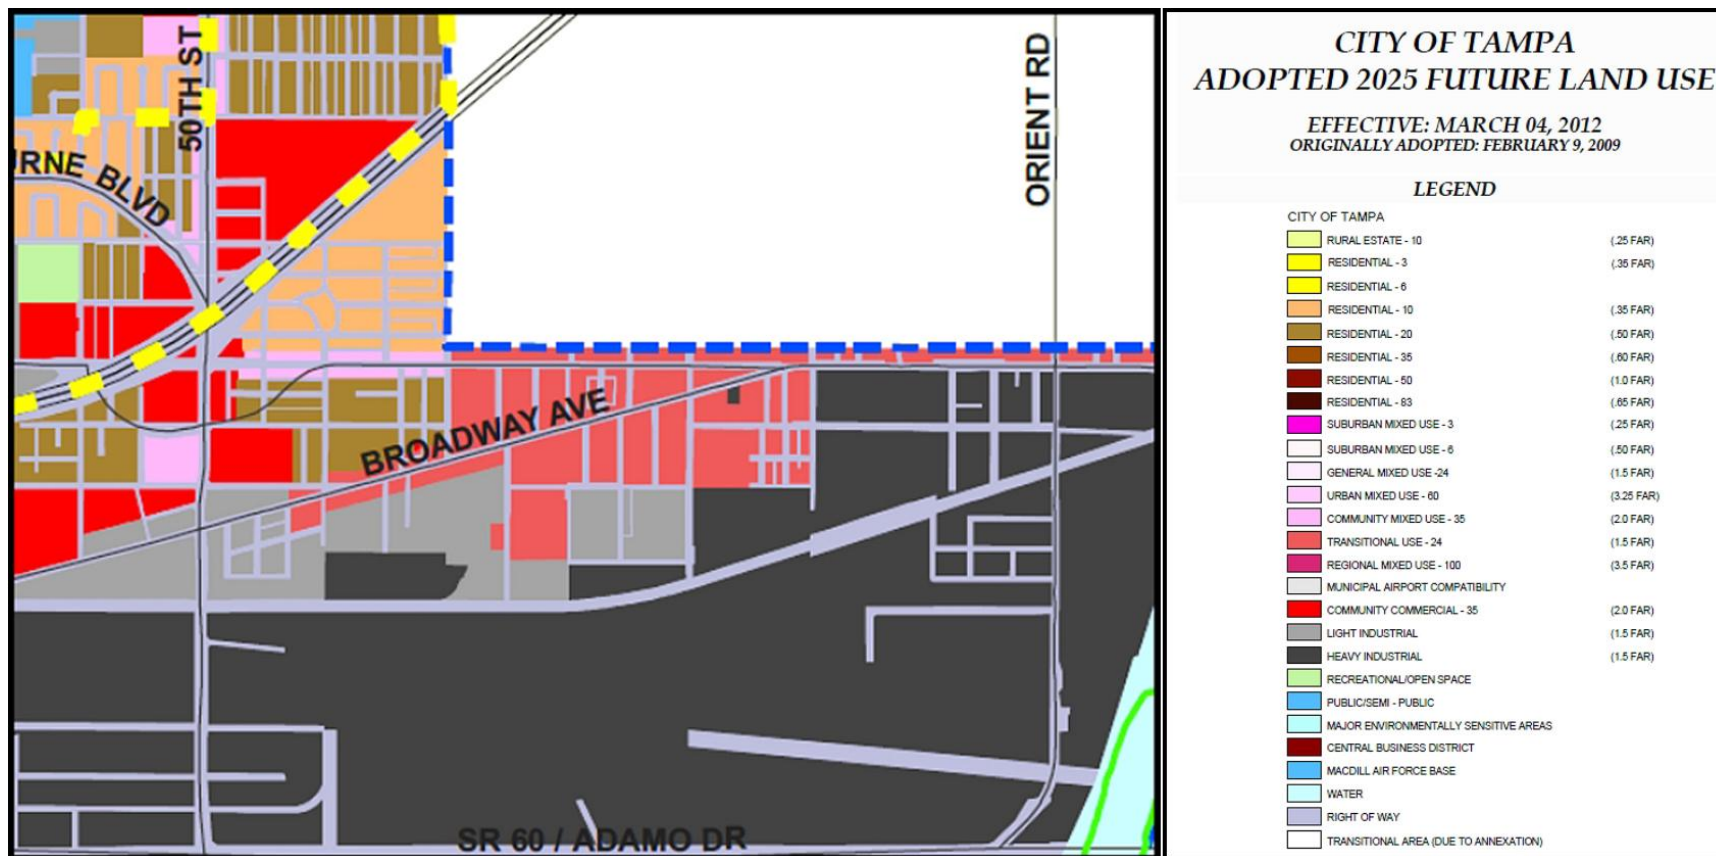 50TH ST
ORIENT RD
URNE BLVD
BROADWAY AVE
SR 60 / ADAMO DR
CITY OF TAMPA
ADOPTED 2025 FUTURE LAND USE
EFFECTIVE: MARCH 04, 2012
ORIGINALLY ADOPTED: FEBRUARY 9, 2009
LEGEND
CITY OF TAMPA
RURAL ESTATE - 10 (.25 FAR)
RESIDENTIAL - 3 (.35 FAR)
RESIDENTIAL - 6
RESIDENTIAL - 10 (.35 FAR)
RESIDENTIAL - 20 (.50 FAR)
RESIDENTIAL - 35 (.60 FAR)
RESIDENTIAL - 50 (1.0 FAR)
RESIDENTIAL - 83 (.65 FAR)
SUBURBAN MIXED USE - 3 (.25 FAR)
SUBURBAN MIXED USE - 6 (.50 FAR)
GENERAL MIXED USE -24 (1.5 FAR)
URBAN MIXED USE - 60 (3.25 FAR)
COMMUNITY MIXED USE - 35 (2.0 FAR)
TRANSITIONAL USE - 24 (1.5 FAR)
REGIONAL MIXED USE - 100 (3.5 FAR)
MUNICIPAL AIRPORT COMPATIBILITY
COMMUNITY COMMERCIAL - 35 (2.0 FAR)
LIGHT INDUSTRIAL (1.5 FAR)
HEAVY INDUSTRIAL (1.5 FAR)
RECREATIONAL/OPEN SPACE
PUBLIC/SEMI - PUBLIC
MAJOR ENVIRONMENTALLY SENSITIVE AREAS
CENTRAL BUSINESS DISTRICT
MACDILL AIR FORCE BASE
WATER
RIGHT OF WAY
TRANSITIONAL AREA (DUE TO ANNEXATION)